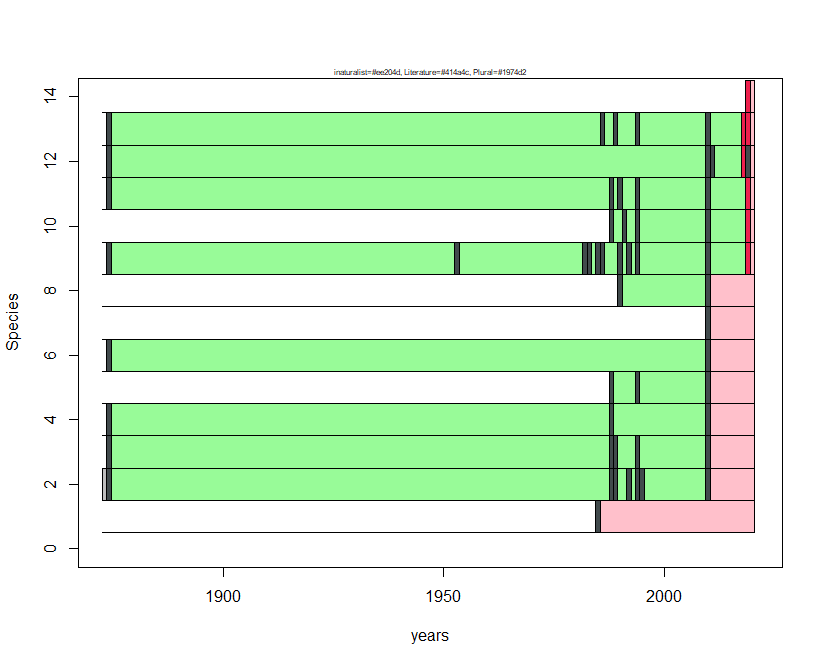 inaturalist=#ee204d, Literature=#414a4c, Plural=#1974d2
14
12
10
8
6
4
2
0
Species
1900 1950 2000
years